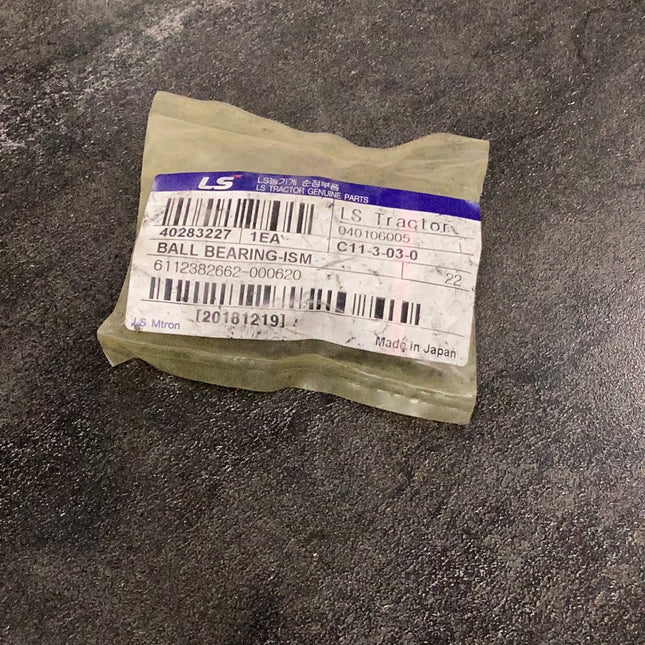 LS LS농기계 순정부품
LS TRACTOR GENUINE PARTS
LS Tractor
40283227 1EA 040106005
BALL BEARING-ISM C11-3-03-0
6112382662-000620 22
LS Mtron [20181219] Made in Japan